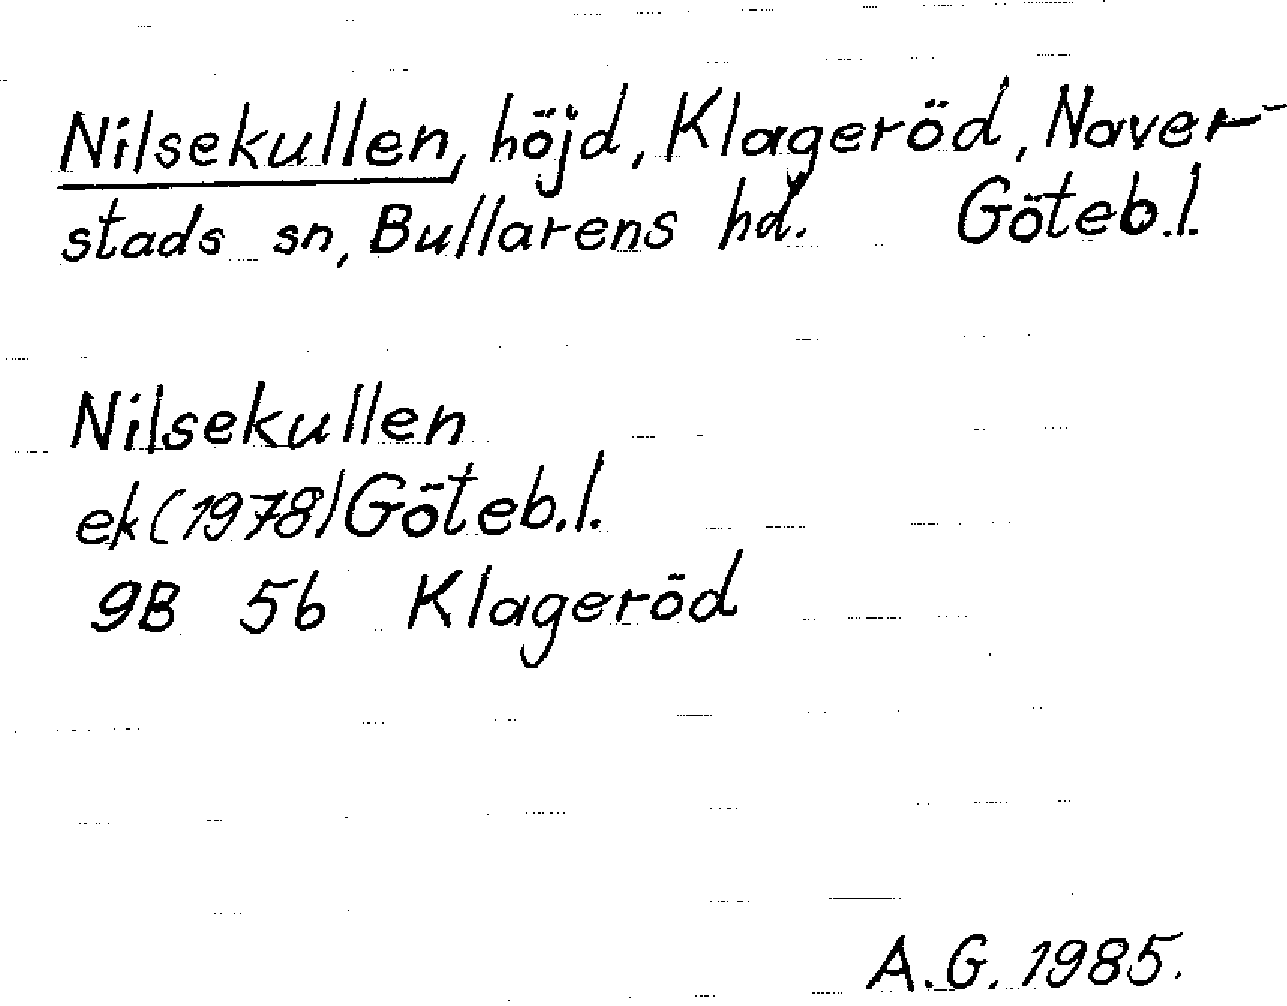 Nilsekullen, höjd, Klageröd, Naver-
stads sn, Bullarens hd. Göteb.l.
Nilsekullen
ek (1978) Göteb.l.
9B 5b Klageröd
A.G. 1985.